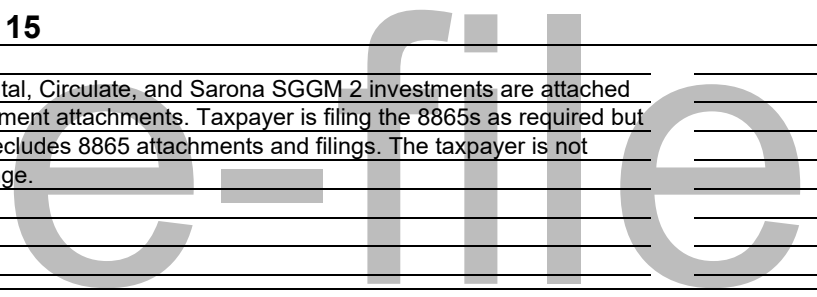 15
tal, Circulate, and Sarona SGGM 2 investments are attached
ment attachments. Taxpayer is filing the 8865s as required but
ecludes 8865 attachments and filings. The taxpayer is not
ge.
e-file